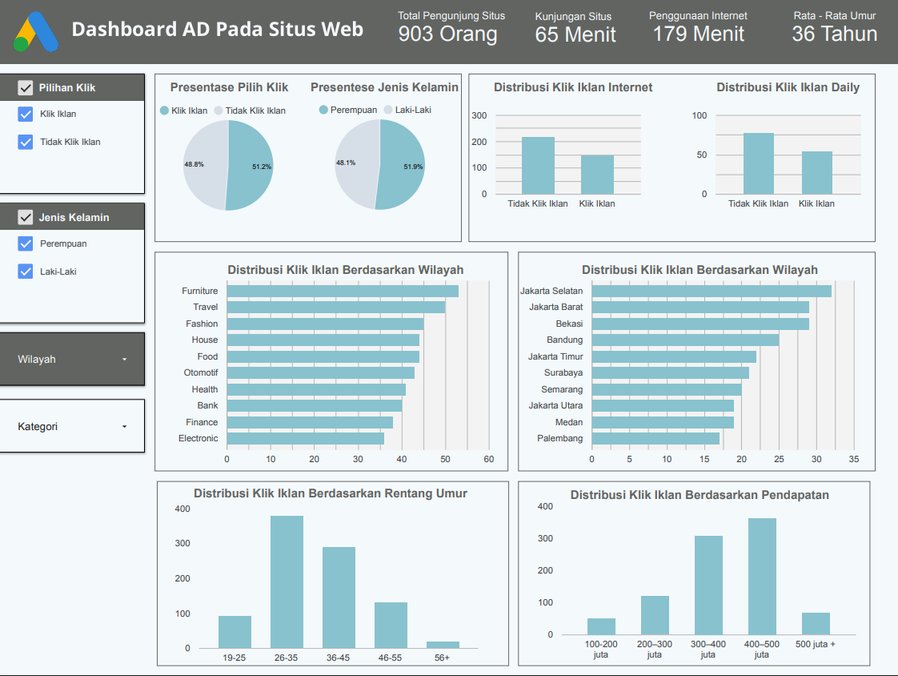 Dashboard AD Pada Situs Web
Total Pengunjung Situs
903 Orang
Kunjungan Situs
65 Menit
Penggunaan Internet
179 Menit
Rata - Rata Umur
36 Tahun
Pilihan Klik
Klik Iklan
Tidak Klik Iklan
Jenis Kelamin
Perempuan
Laki-Laki
Wilayah
Kategori
Presentase Pilih Klik
Klik Iklan Tidak Klik Iklan
48.8% 51.2%
Presentese Jenis Kelamin
Perempuan Laki-Laki
48.1% 51.9%
Distribusi Klik Iklan Internet
300
200
100
0
Tidak Klik Iklan Klik Iklan
Distribusi Klik Iklan Daily
100
50
0
Tidak Klik Iklan Klik Iklan
Distribusi Klik Iklan Berdasarkan Wilayah
Furniture
Travel
Fashion
House
Food
Otomotif
Health
Bank
Finance
Electronic
0 10 20 30 40 50 60
Distribusi Klik Iklan Berdasarkan Wilayah
Jakarta Selatan
Jakarta Barat
Bekasi
Bandung
Jakarta Timur
Surabaya
Semarang
Jakarta Utara
Medan
Palembang
0 5 10 15 20 25 30 35
Distribusi Klik Iklan Berdasarkan Rentang Umur
400
300
200
100
0
19-25 26-35 36-45 46-55 56+
Distribusi Klik Iklan Berdasarkan Pendapatan
400
300
200
100
0
100-200 200–300 300–400 400–500 500 juta +
juta juta juta juta